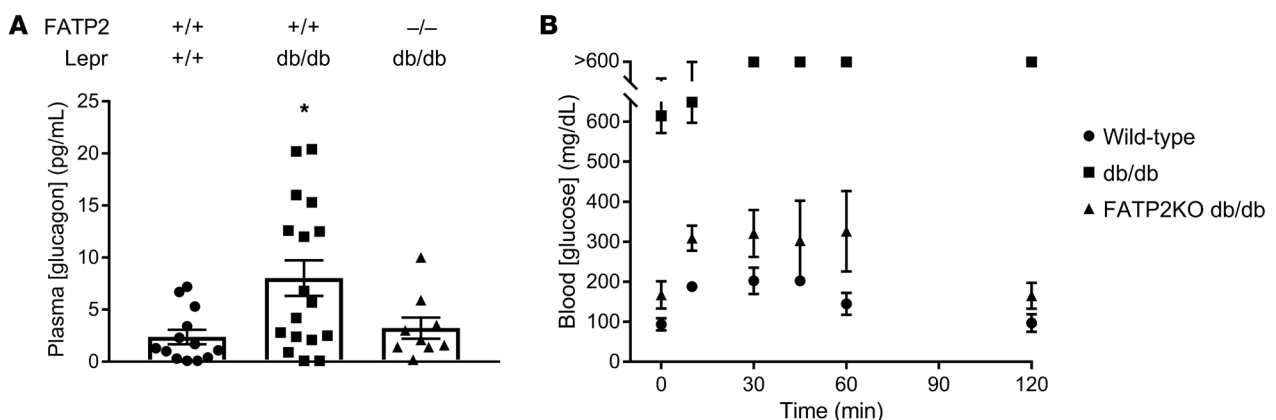 A FATP2 +/+ +/+ –/–
Lepr +/+ db/db db/db
Plasma [glucagon] (pg/mL)
25
20
15
10
5
0
*
B
Blood [glucose] (mg/dL)
>600
600
500
400
300
200
100
0
0 30 60 90 120
Time (min)
Wild-type
db/db
FATP2KO db/db